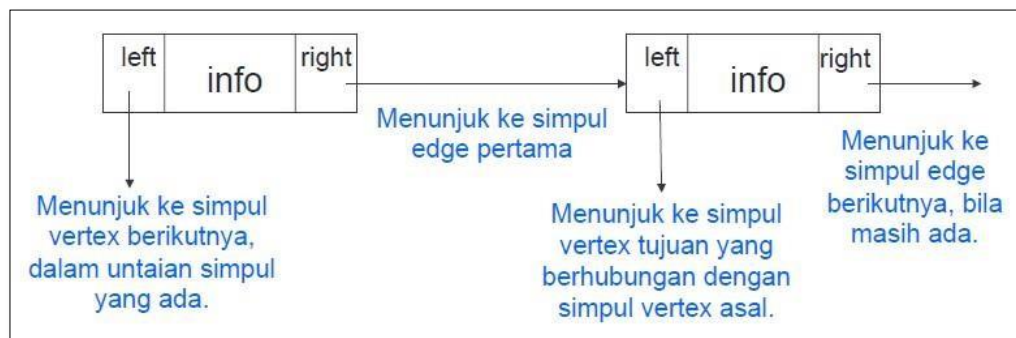 left
info
right
left
info
right
Menunjuk ke simpul
edge pertama
Menunjuk ke simpul
vertex berikutnya,
dalam untaian simpul
yang ada.
Menunjuk ke simpul
vertex tujuan yang
berhubungan dengan
simpul vertex asal.
Menunjuk ke
simpul edge
berikutnya, bila
masih ada.